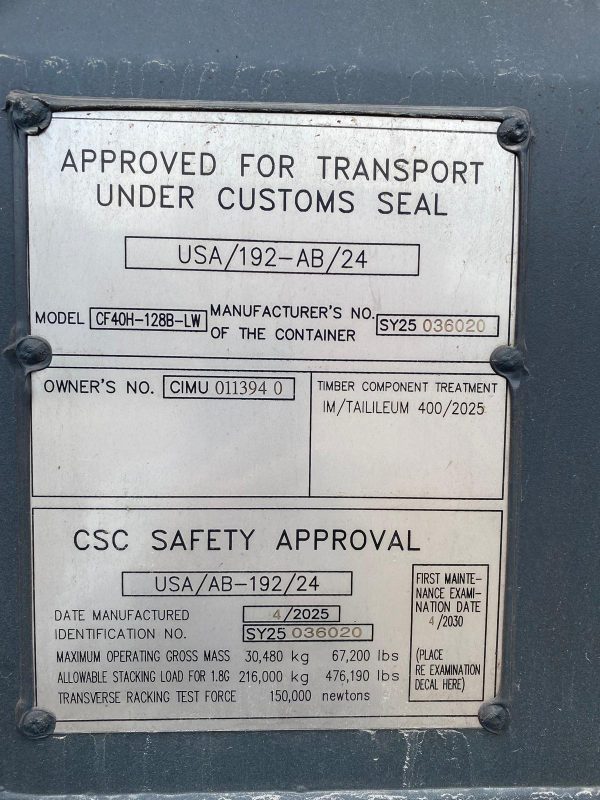 APPROVED FOR TRANSPORT
UNDER CUSTOMS SEAL
USA/192-AB/24
MODEL CF40H-128B-LW MANUFACTURER'S NO. OF THE CONTAINER SY25 036020
OWNER'S NO. CIMU 011394 0
TIMBER COMPONENT TREATMENT
IM/TAILILEUM 400/2025
CSC SAFETY APPROVAL
USA/AB-192/24
DATE MANUFACTURED 4/2025
IDENTIFICATION NO. SY25 036020
MAXIMUM OPERATING GROSS MASS 30,480 kg 67,200 lbs
ALLOWABLE STACKING LOAD FOR 1.8G 216,000 kg 476,190 lbs
TRANSVERSE RACKING TEST FORCE 150,000 newtons
FIRST MAINTE-
NANCE EXAMI-
NATION DATE
4/2030
(PLACE
RE EXAMINATION
DECAL HERE)